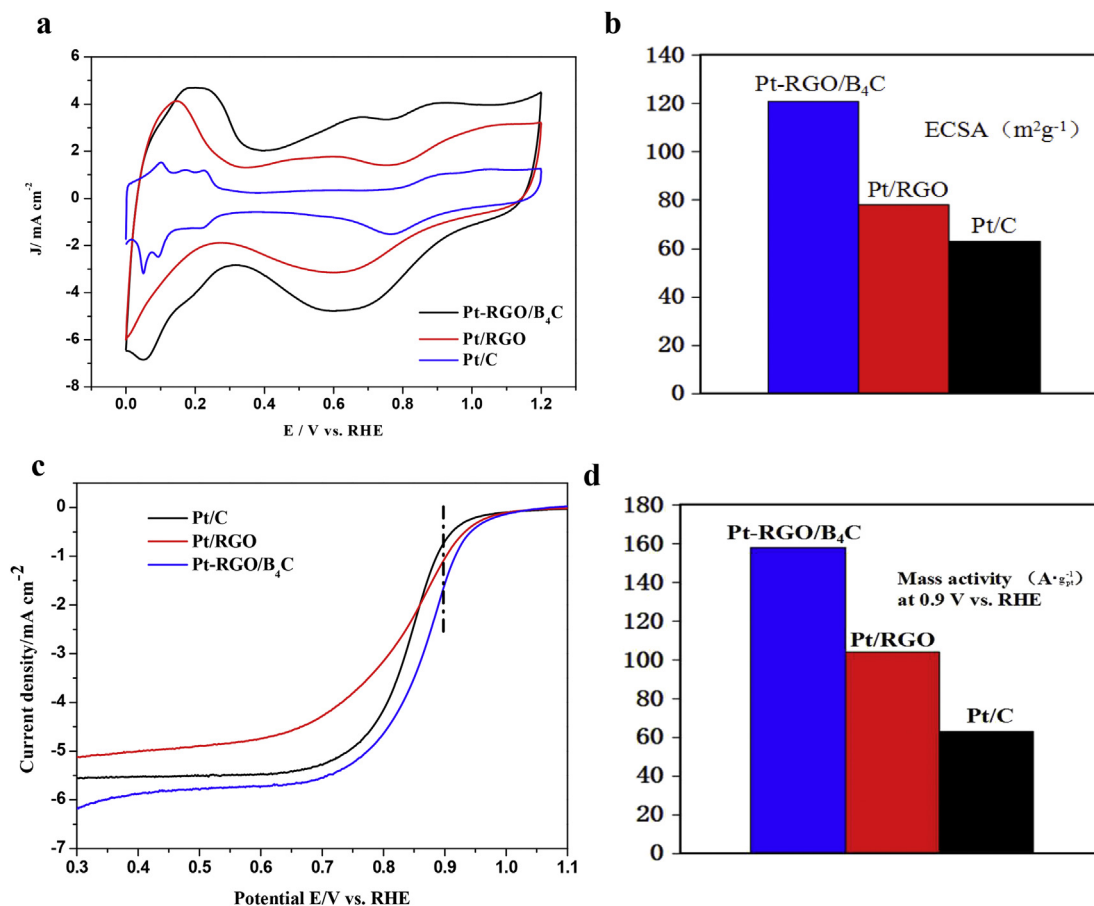 a
6
4
2
0
-2
-4
-6
-8
J/ mA cm-2
Pt-RGO/B4C
Pt/RGO
Pt/C
0.0 0.2 0.4 0.6 0.8 1.0 1.2
E / V vs. RHE
b
140
120
100
80
60
40
20
0
Pt-RGO/B4C
ECSA （m2g-1）
Pt/RGO
Pt/C
c
0
-1
-2
-3
-4
-5
-6
-7
Current density/mA cm-2
Pt/C
Pt/RGO
Pt-RGO/B4C
0.3 0.4 0.5 0.6 0.7 0.8 0.9 1.0 1.1
Potential E/V vs. RHE
d
180
160
140
120
100
80
60
40
20
0
Pt-RGO/B4C
Mass activity （A·gpt-1）
at 0.9 V vs. RHE
Pt/RGO
Pt/C